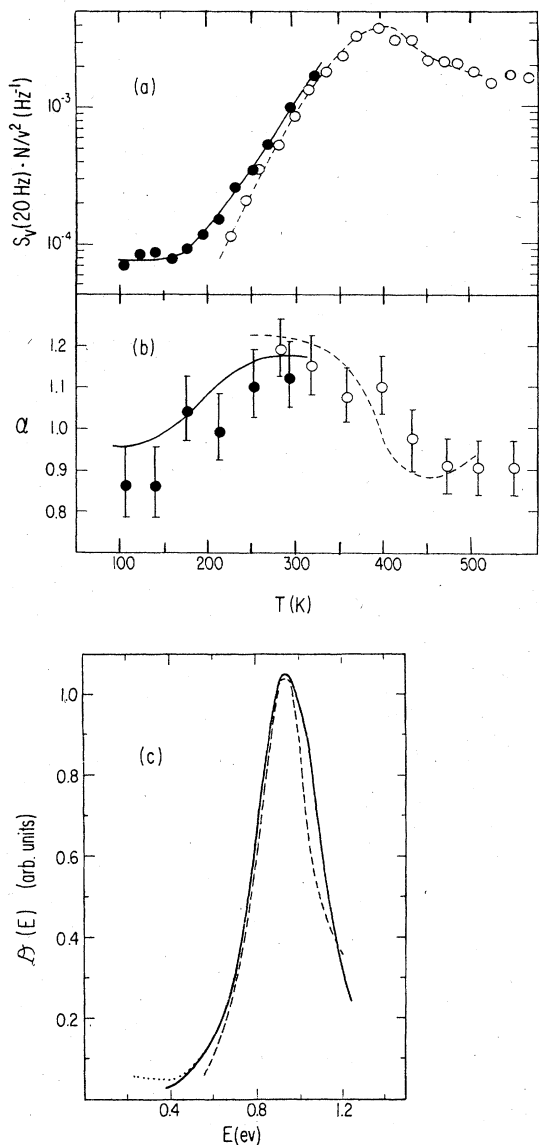 (a)
S_V(20 Hz)·N/v² (Hz⁻¹)
10⁻³
10⁻⁴
(b)
α
1.2
1.1
1.0
0.9
0.8
100 200 250 300 350 400 500
T(K)
(c)
𝒟(E) (arb. units)
1.0
0.8
0.6
0.4
0.2
0.4 0.8 1.2
E(ev)